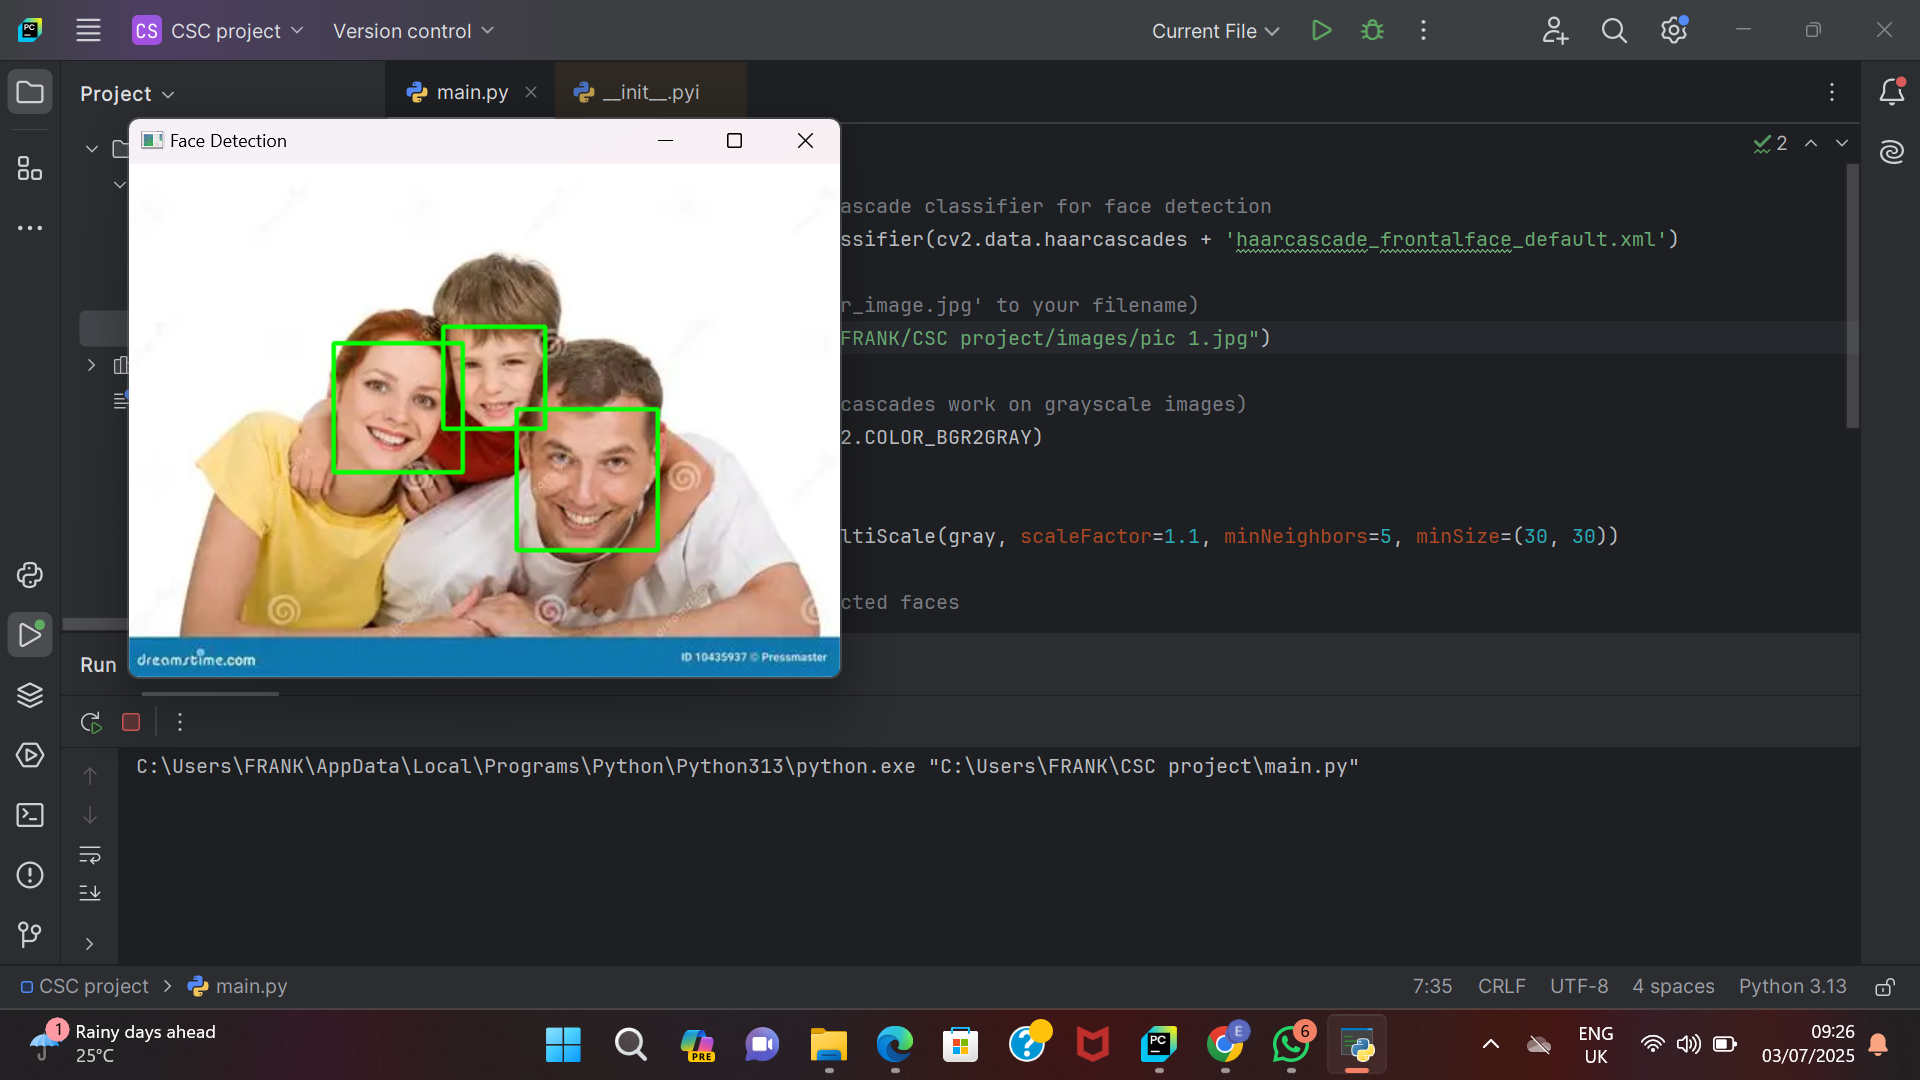 CS CSC project Version control Current File
Project main.py __init__.pyi
Face Detection
2
ascade classifier for face detection
ssifier(cv2.data.haarcascades + 'haarcascade_frontalface_default.xml')
r_image.jpg' to your filename)
FRANK/CSC project/images/pic 1.jpg")
cascades work on grayscale images)
2.COLOR_BGR2GRAY)
ltiScale(gray, scaleFactor=1.1, minNeighbors=5, minSize=(30, 30))
cted faces
dreamstime.com ID 10435937 © Pressmaster
Run
C:\Users\FRANK\AppData\Local\Programs\Python\Python313\python.exe "C:\Users\FRANK\CSC project\main.py"
CSC project main.py 7:35 CRLF UTF-8 4 spaces Python 3.13
1 Rainy days ahead
25°C
PRE
PC
E
6
ENG
UK
09:26
03/07/2025